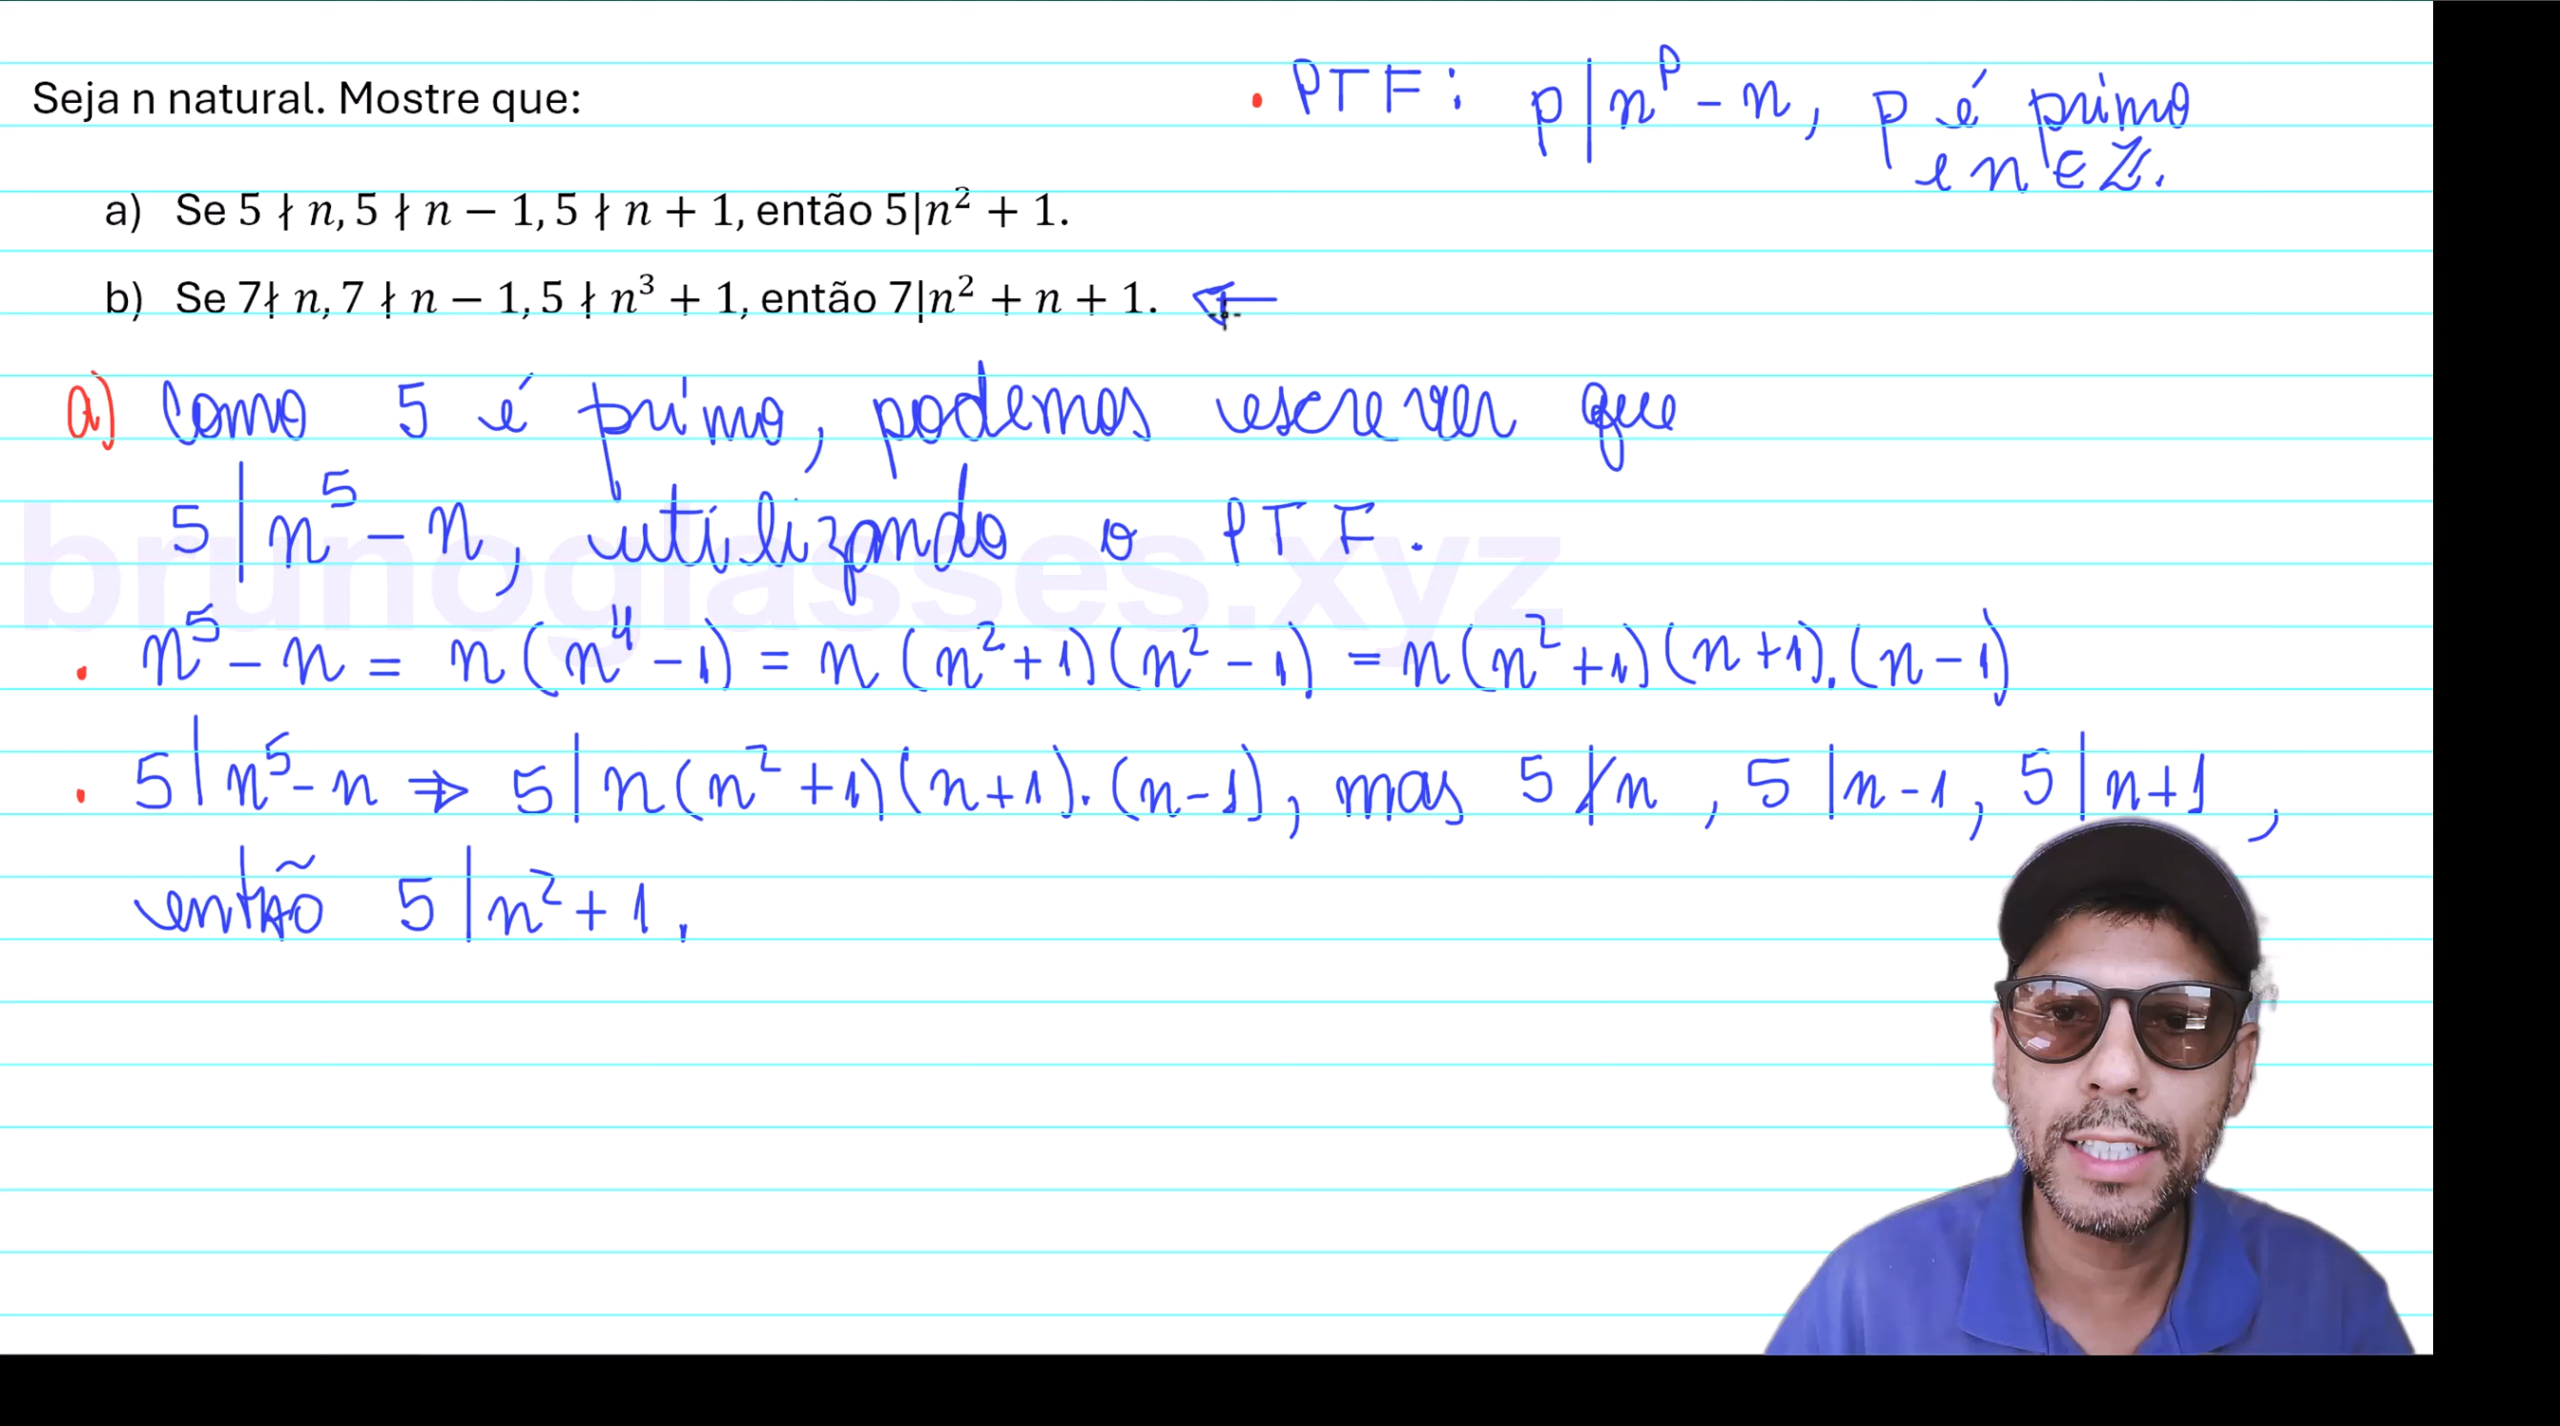 Seja n natural. Mostre que:
• PTF: p|n^p - n, p é primo
e n ∈ ℤ.
a) Se 5 ∤ n, 5 ∤ n − 1, 5 ∤ n + 1, então 5|n² + 1.
b) Se 7∤ n, 7 ∤ n − 1, 5 ∤ n³ + 1, então 7|n² + n + 1.
a) Como 5 é primo, podemos escrever que
5|n⁵ - n, utilizando o PTF.
brunoglasses.xyz
• n⁵ - n = n(n⁴ - 1) = n(n² + 1)(n² - 1) = n(n² + 1)(n + 1).(n - 1)
• 5|n⁵ - n ⇒ 5|n(n² + 1)(n + 1).(n - 1), mas 5 ∤ n, 5 | n - 1, 5 | n + 1,
então 5|n² + 1.